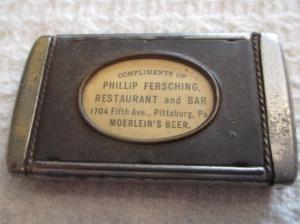 COMPLIMENTS OF
PHILLIP FERSCHING,
RESTAURANT and BAR
1704 Fifth Ave., Pittsburg, Pa
MOERLEIN'S BEER.